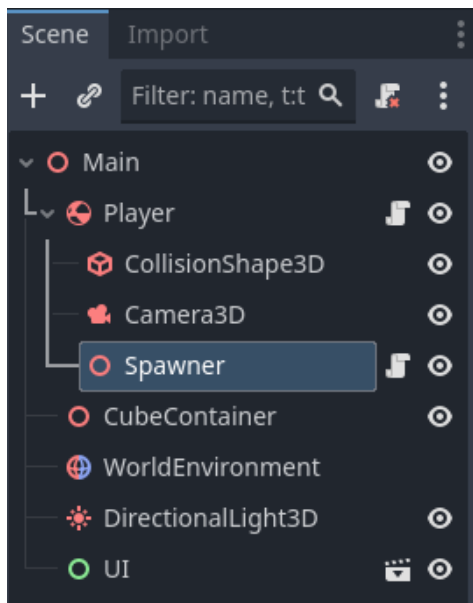 Scene Import
Filter: name, t:t
Main
Player
CollisionShape3D
Camera3D
Spawner
CubeContainer
WorldEnvironment
DirectionalLight3D
UI